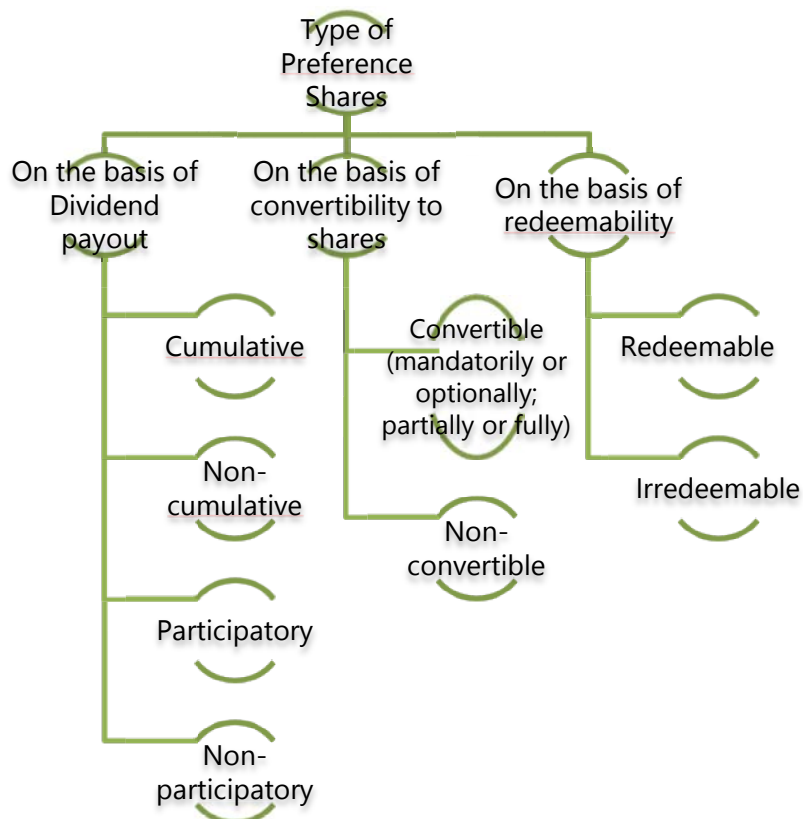 Type of
Preference
Shares
On the basis of
Dividend
payout
On the basis of
convertibility to
shares
On the basis of
redeemability
Cumulative
Non-
cumulative
Participatory
Non-
participatory
Convertible
(mandatorily or
optionally;
partially or fully)
Non-
convertible
Redeemable
Irredeemable